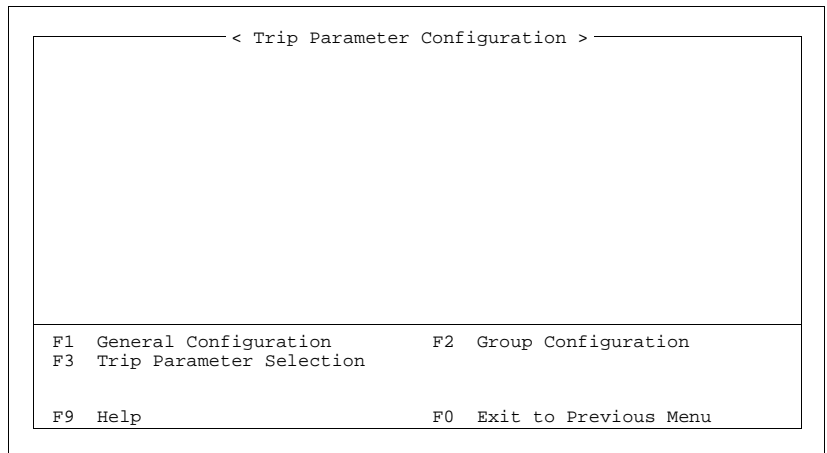 < Trip Parameter Configuration >
F1 General Configuration F2 Group Configuration
F3 Trip Parameter Selection
F9 Help F0 Exit to Previous Menu